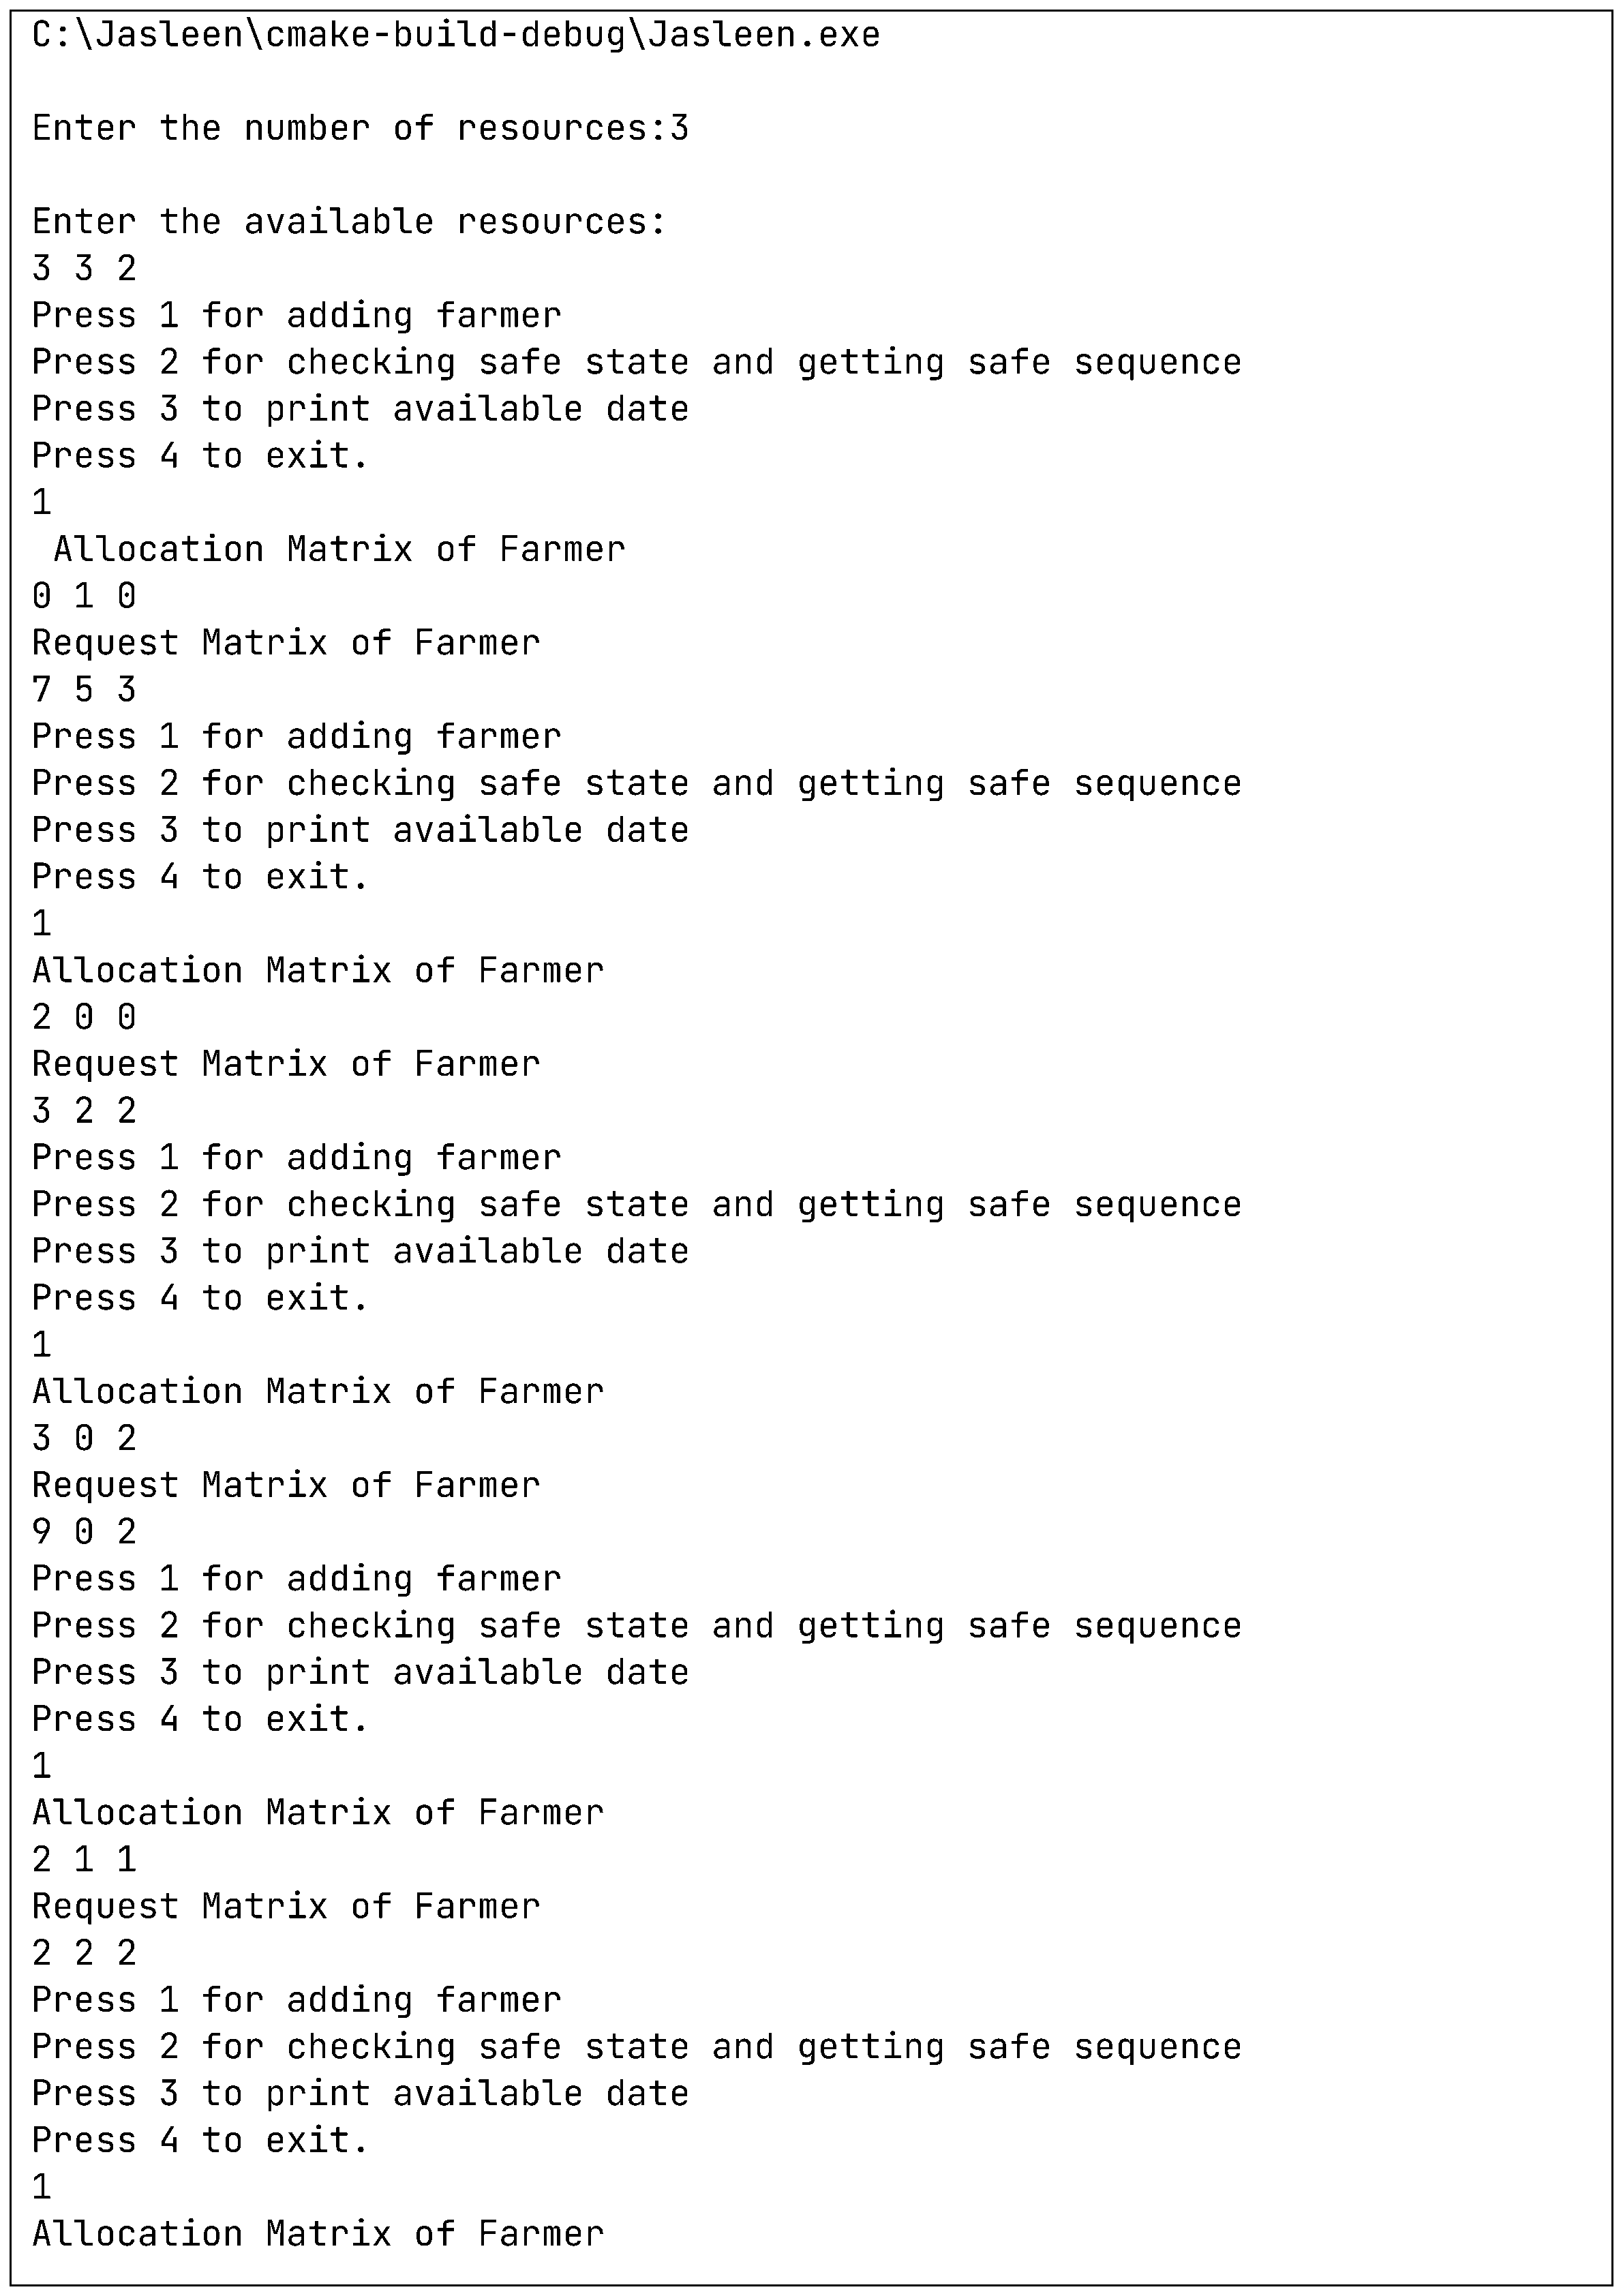 C:\Jasleen\cmake-build-debug\Jasleen.exe
Enter the number of resources:3
Enter the available resources:
3 3 2
Press 1 for adding farmer
Press 2 for checking safe state and getting safe sequence
Press 3 to print available date
Press 4 to exit.
1
Allocation Matrix of Farmer
0 1 0
Request Matrix of Farmer
7 5 3
Press 1 for adding farmer
Press 2 for checking safe state and getting safe sequence
Press 3 to print available date
Press 4 to exit.
1
Allocation Matrix of Farmer
2 0 0
Request Matrix of Farmer
3 2 2
Press 1 for adding farmer
Press 2 for checking safe state and getting safe sequence
Press 3 to print available date
Press 4 to exit.
1
Allocation Matrix of Farmer
3 0 2
Request Matrix of Farmer
9 0 2
Press 1 for adding farmer
Press 2 for checking safe state and getting safe sequence
Press 3 to print available date
Press 4 to exit.
1
Allocation Matrix of Farmer
2 1 1
Request Matrix of Farmer
2 2 2
Press 1 for adding farmer
Press 2 for checking safe state and getting safe sequence
Press 3 to print available date
Press 4 to exit.
1
Allocation Matrix of Farmer